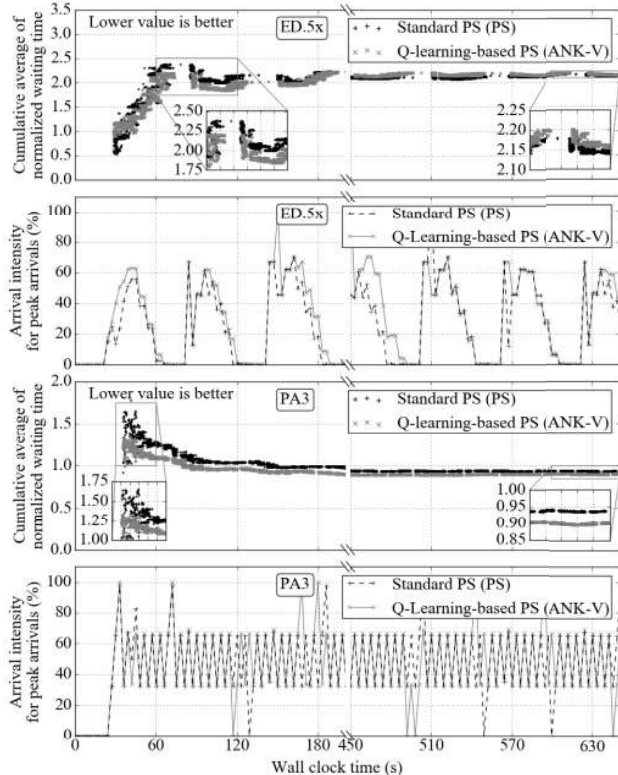 Lower value is better
ED.5x
Standard PS (PS)
Q-learning-based PS (ANK-V)
Cumulative average of
normalized waiting time
3.5
3.0
2.5
2.0
1.5
1.0
0.5
0.0
2.50
2.25
2.00
1.75
2.25
2.20
2.15
2.10
ED.5x
Standard PS (PS)
Q-Learning-based PS (ANK-V)
Arrival intensity
for peak arrivals (%)
100
80
60
40
20
0
Lower value is better
PA3
Standard PS (PS)
Q-learning-based PS (ANK-V)
Cumulative average of
normalized waiting time
2.0
1.5
1.0
0.5
0.0
1.75
1.50
1.25
1.00
1.00
0.95
0.90
0.85
PA3
Standard PS (PS)
Q-Learning-based PS (ANK-V)
Arrival intensity
for peak arrivals (%)
100
80
60
40
20
0
0 60 120 180 450 510 570 630
Wall clock time (s)